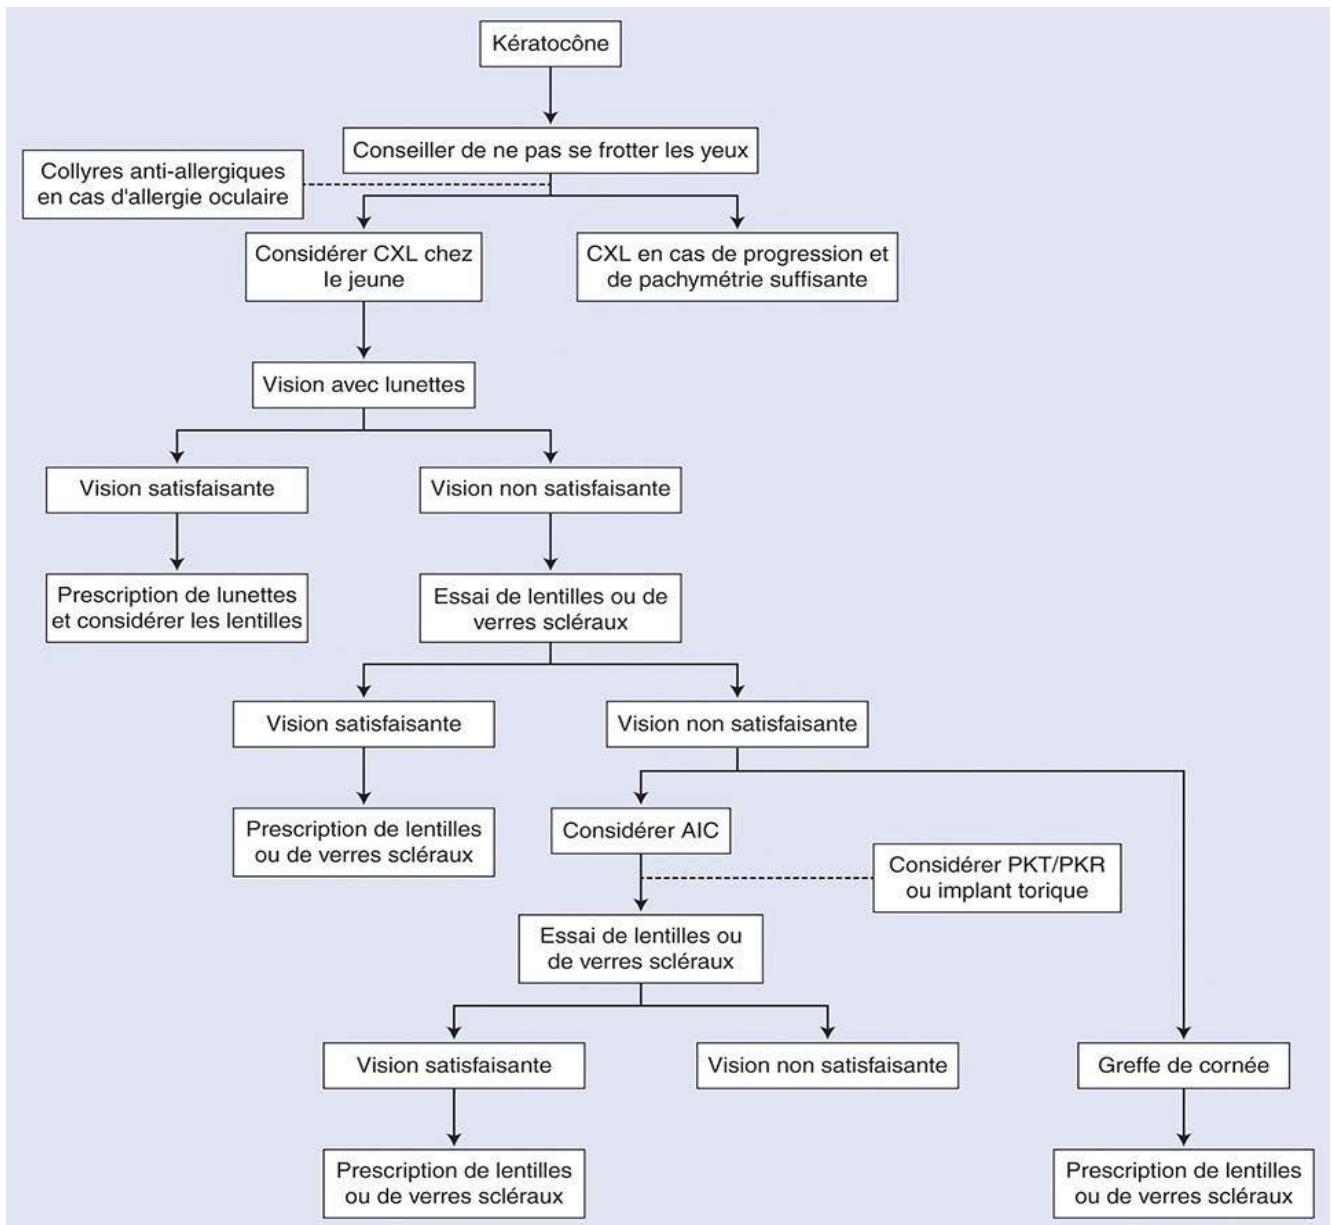 Kératocône
Conseiller de ne pas se frotter les yeux
Collyres anti-allergiques
en cas d'allergie oculaire
Considérer CXL chez
le jeune
CXL en cas de progression et
de pachymétrie suffisante
Vision avec lunettes
Vision satisfaisante
Vision non satisfaisante
Prescription de lunettes
et considérer les lentilles
Essai de lentilles ou de
verres scléraux
Vision satisfaisante
Vision non satisfaisante
Prescription de lentilles
ou de verres scléraux
Considérer AIC
Considérer PKT/PKR
ou implant torique
Essai de lentilles ou
de verres scléraux
Vision satisfaisante
Vision non satisfaisante
Greffe de cornée
Prescription de lentilles
ou de verres scléraux
Prescription de lentilles
ou de verres scléraux